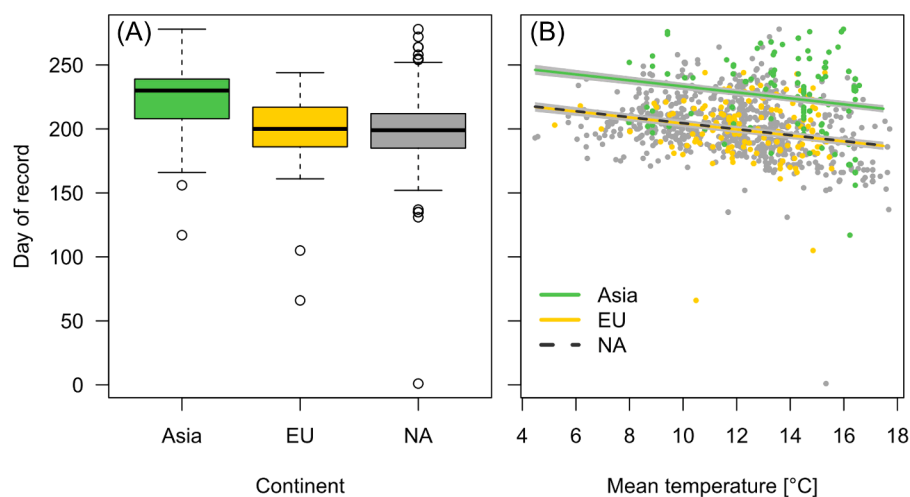 (A)
Day of record
250
200
150
100
50
0
Asia EU NA
Continent
(B)
Asia
EU
NA
4 6 8 10 12 14 16 18
Mean temperature [°C]